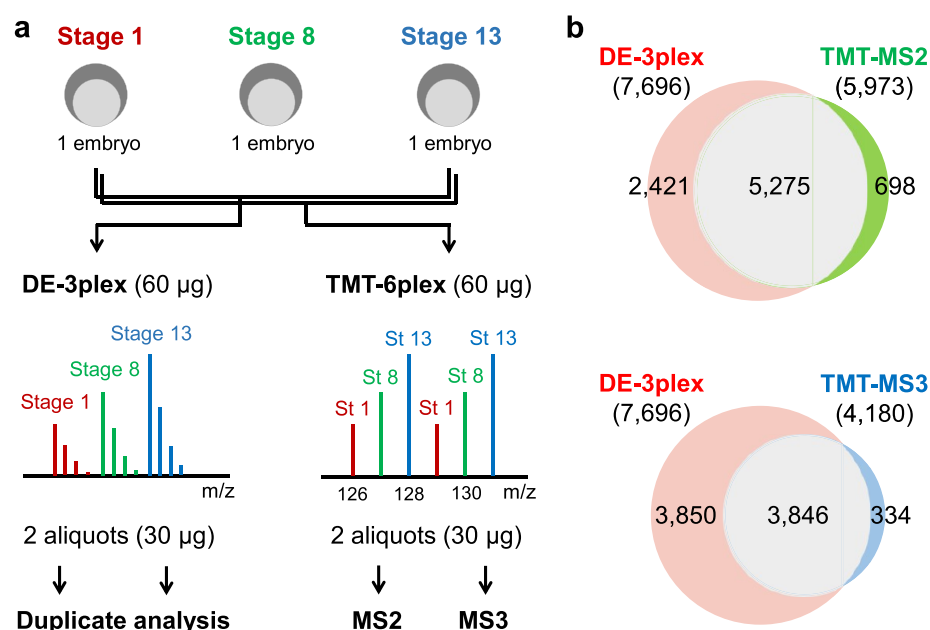 a
Stage 1 Stage 8 Stage 13
1 embryo 1 embryo 1 embryo
DE-3plex (60 µg) TMT-6plex (60 µg)
Stage 13
Stage 8
Stage 1
m/z
St 13 St 13
St 8 St 8
St 1 St 1
126 128 130 m/z
2 aliquots (30 µg) 2 aliquots (30 µg)
Duplicate analysis MS2 MS3
b
DE-3plex TMT-MS2
(7,696) (5,973)
2,421 5,275 698
DE-3plex TMT-MS3
(7,696) (4,180)
3,850 3,846 334